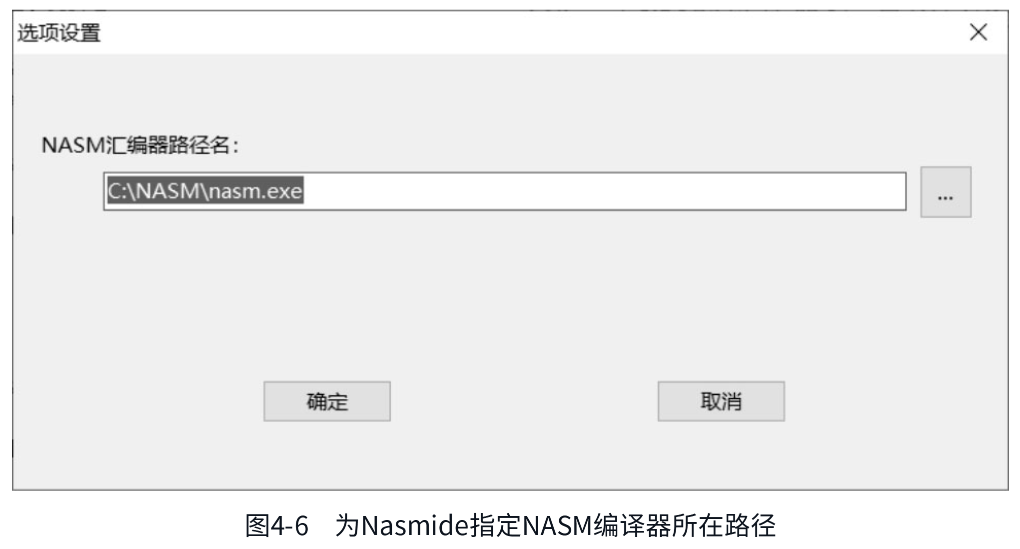 选项设置
NASM汇编器路径名：
C:\NASM\nasm.exe
...
确定
取消
图4-6 为Nasmide指定NASM编译器所在路径